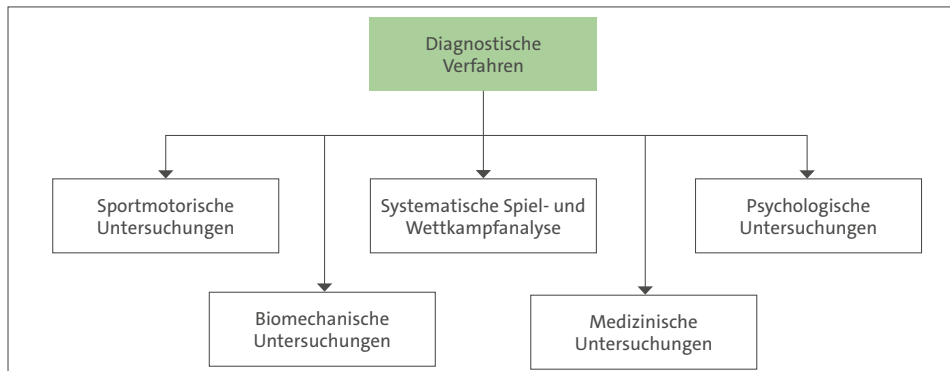 Diagnostische
Verfahren
Sportmotorische
Untersuchungen
Systematische Spiel- und
Wettkampfanalyse
Psychologische
Untersuchungen
Biomechanische
Untersuchungen
Medizinische
Untersuchungen